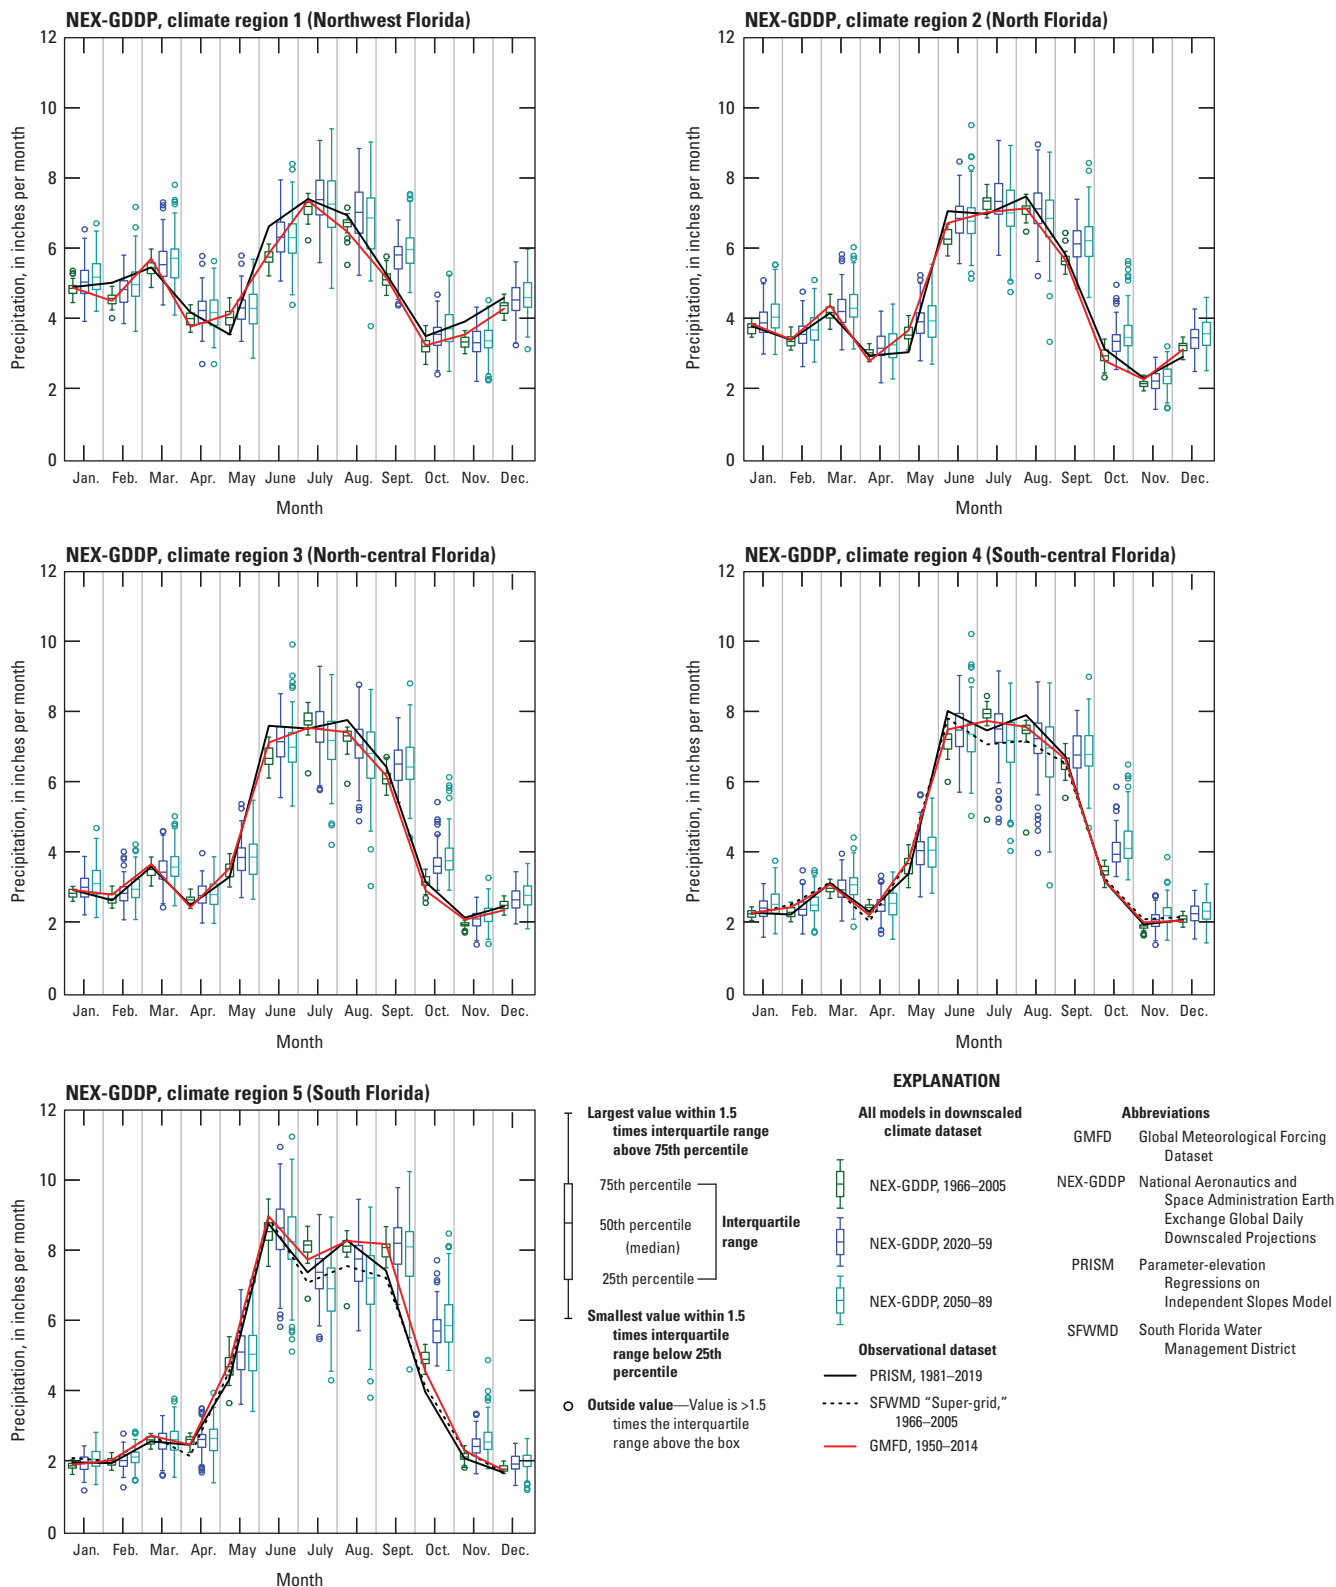 NEX-GDDP, climate region 1 (Northwest Florida)
12
10
8
6
4
2
0
Precipitation, in inches per month
Jan. Feb. Mar. Apr. May June July Aug. Sept. Oct. Nov. Dec.
Month
NEX-GDDP, climate region 2 (North Florida)
12
10
8
6
4
2
0
Precipitation, in inches per month
Jan. Feb. Mar. Apr. May June July Aug. Sept. Oct. Nov. Dec.
Month
NEX-GDDP, climate region 3 (North-central Florida)
12
10
8
6
4
2
0
Precipitation, in inches per month
Jan. Feb. Mar. Apr. May June July Aug. Sept. Oct. Nov. Dec.
Month
NEX-GDDP, climate region 4 (South-central Florida)
12
10
8
6
4
2
0
Precipitation, in inches per month
Jan. Feb. Mar. Apr. May June July Aug. Sept. Oct. Nov. Dec.
Month
NEX-GDDP, climate region 5 (South Florida)
12
10
8
6
4
2
0
Precipitation, in inches per month
Jan. Feb. Mar. Apr. May June July Aug. Sept. Oct. Nov. Dec.
Month
EXPLANATION
Largest value within 1.5
times interquartile range
above 75th percentile
75th percentile
50th percentile
(median)
25th percentile
Interquartile
range
Smallest value within 1.5
times interquartile
range below 25th
percentile
Outside value—Value is >1.5
times the interquartile
range above the box
All models in downscaled
climate dataset
NEX-GDDP, 1966–2005
NEX-GDDP, 2020–59
NEX-GDDP, 2050–89
Observational dataset
PRISM, 1981–2019
SFWMD “Super-grid,”
1966–2005
GMFD, 1950–2014
Abbreviations
GMFD Global Meteorological Forcing
Dataset
NEX-GDDP National Aeronautics and
Space Administration Earth
Exchange Global Daily
Downscaled Projections
PRISM Parameter-elevation
Regressions on
Independent Slopes Model
SFWMD South Florida Water
Management District